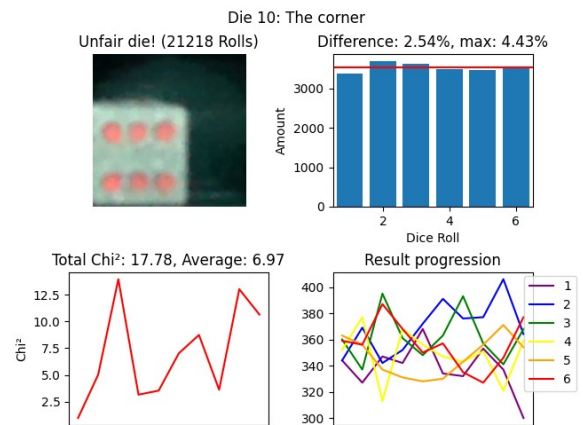 Die 10: The corner
Unfair die! (21218 Rolls)
Difference: 2.54%, max: 4.43%
Amount
3000
2000
1000
0
2 4 6
Dice Roll
Total Chi²: 17.78, Average: 6.97
Chi²
12.5
10.0
7.5
5.0
2.5
Result progression
400
380
360
340
320
300
1
2
3
4
5
6